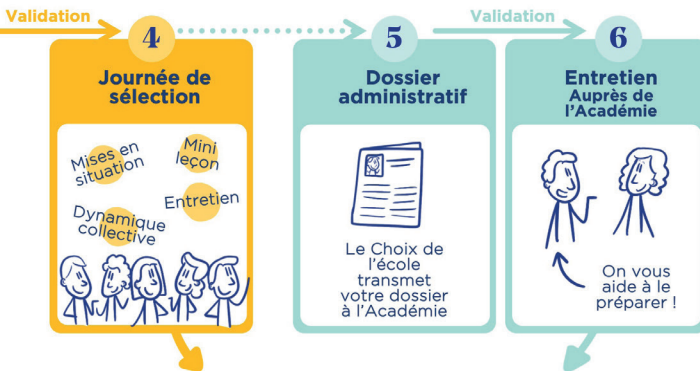 Validation
4
Journée de
sélection
Mises en
situation
Mini
leçon
Entretien
Dynamique
collective
5
Dossier
administratif
Le Choix de
l'école
transmet
votre dossier
à l'Académie
Validation
6
Entretien
Auprès de
l'Académie
On vous
aide à le
préparer !